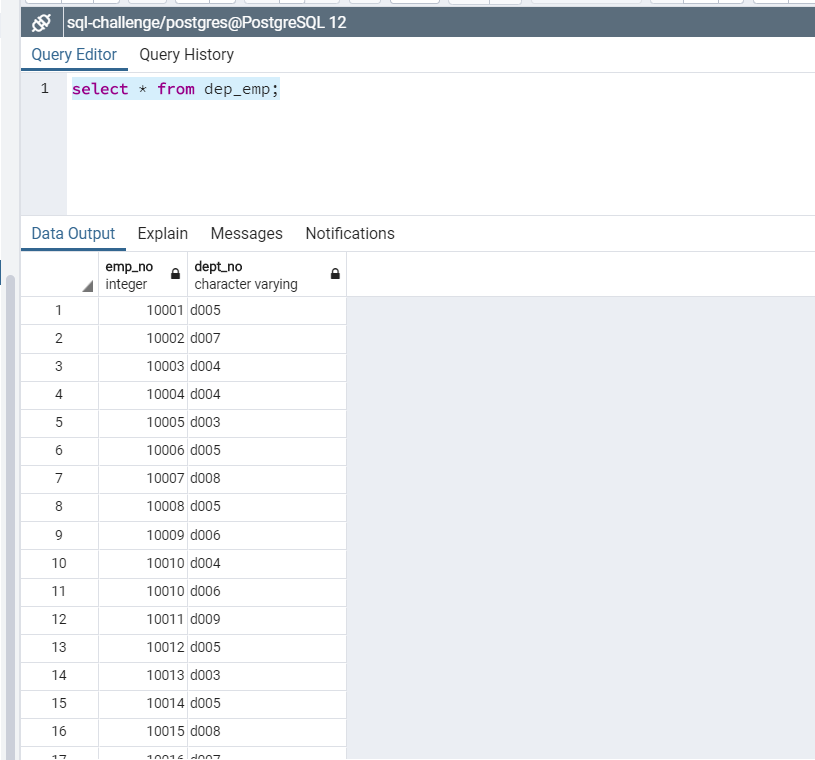 sql-challenge/postgres@PostgreSQL 12
Query Editor Query History
1 select * from dep_emp;
Data Output Explain Messages Notifications
emp_no dept_no
integer character varying
1 10001 d005
2 10002 d007
3 10003 d004
4 10004 d004
5 10005 d003
6 10006 d005
7 10007 d008
8 10008 d005
9 10009 d006
10 10010 d004
11 10010 d006
12 10011 d009
13 10012 d005
14 10013 d003
15 10014 d005
16 10015 d008
17 10016 d007